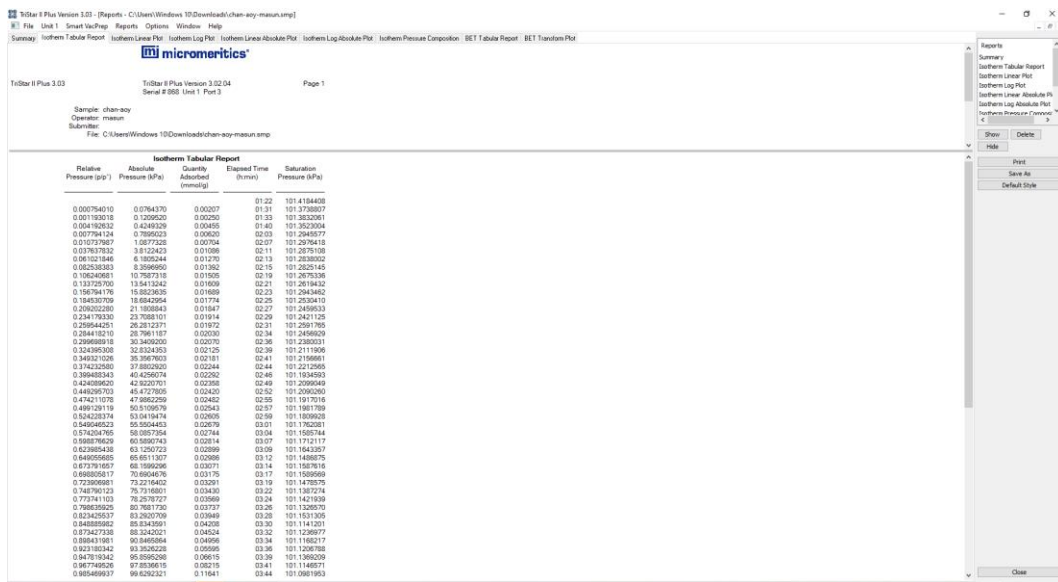 TriStar II Plus Version 3.03 - [Reports - C:\Users\Windows 10\Downloads\chan-aoy-masun.smp]
File Unit 1 Smart VacPrep Reports Options Window Help
Summary Isotherm Tabular Report Isotherm Linear Plot Isotherm Log Plot Isotherm Linear Absolute Plot Isotherm Log Absolute Plot Isotherm Pressure Composition BET Tabular Report BET Transform Plot
mi micromeritics®
TriStar II Plus 3.03 TriStar II Plus Version 3.02.04 Page 1
Serial # 868 Unit 1 Port 3
Sample: chan-aoy
Operator: masun
Submitter:
File: C:\Users\Windows 10\Downloads\chan-aoy-masun.smp
Isotherm Tabular Report
Relative Absolute Quantity Elapsed Time Saturation
Pressure (p/p°) Pressure (kPa) Adsorbed (h:min) Pressure (kPa)
(mmol/g)
01:22 101.4184408
0.000754010 0.0764370 0.00207 01:31 101.3738807
0.001193018 0.1209520 0.00250 01:33 101.3832061
0.004192632 0.4249329 0.00455 01:40 101.3523004
0.007794124 0.7895023 0.00620 02:03 101.2945577
0.010737987 1.0877328 0.00704 02:07 101.2976418
0.037637832 3.8122423 0.01086 02:11 101.2875108
0.061021846 6.1805244 0.01270 02:13 101.2838002
0.082538383 8.3596950 0.01392 02:15 101.2825145
0.106240681 10.7587318 0.01505 02:19 101.2675336
0.133725700 13.5413242 0.01609 02:21 101.2619432
0.156794176 15.8823635 0.01689 02:23 101.2943462
0.184530709 18.6842954 0.01774 02:25 101.2530410
0.209202280 21.1808843 0.01847 02:27 101.2459533
0.234179330 23.7088101 0.01914 02:29 101.2421125
0.259544251 26.2812371 0.01972 02:31 101.2591765
0.284418210 28.7961187 0.02030 02:34 101.2456929
0.299698918 30.3409200 0.02070 02:36 101.2380031
0.324395308 32.8324353 0.02125 02:39 101.2111906
0.349321026 35.3567603 0.02181 02:41 101.2156661
0.374232580 37.8802920 0.02244 02:44 101.2212565
0.399488343 40.4256074 0.02292 02:46 101.1934593
0.424089620 42.9220701 0.02358 02:49 101.2099049
0.449295703 45.4727805 0.02420 02:52 101.2090260
0.474211078 47.9862259 0.02482 02:55 101.1917016
0.499129119 50.5109579 0.02543 02:57 101.1981789
0.524228374 53.0419474 0.02605 02:59 101.1809928
0.549046523 55.5504453 0.02679 03:01 101.1762081
0.574204765 58.0857354 0.02744 03:04 101.1585744
0.598876629 60.5890743 0.02814 03:07 101.1712117
0.623985438 63.1250723 0.02899 03:09 101.1643357
0.649055685 65.6511307 0.02986 03:12 101.1486875
0.673791657 68.1599296 0.03071 03:14 101.1587616
0.698805817 70.6904676 0.03175 03:17 101.1589569
0.723906981 73.2216402 0.03291 03:19 101.1478575
0.748790123 75.7316801 0.03430 03:22 101.1387274
0.773741103 78.2578727 0.03569 03:24 101.1421939
0.798635925 80.7681730 0.03737 03:26 101.1326570
0.823425537 83.2920709 0.03949 03:28 101.1531305
0.848885982 85.8343591 0.04208 03:30 101.1141201
0.873427338 88.3242021 0.04524 03:32 101.1236977
0.898431981 90.8465864 0.04956 03:34 101.1168217
0.923180342 93.3526228 0.05595 03:36 101.1206788
0.947819342 95.8595298 0.06615 03:39 101.1369209
0.967749526 97.8536615 0.08215 03:41 101.1146571
0.985469937 99.6292321 0.11641 03:44 101.0981953
Reports
Summary
Isotherm Tabular Report
Isotherm Linear Plot
Isotherm Log Plot
Isotherm Linear Absolute Pl
Isotherm Log Absolute Plot
Isotherm Pressure Composi
Show Delete
Hide
Print
Save As
Default Style
Close